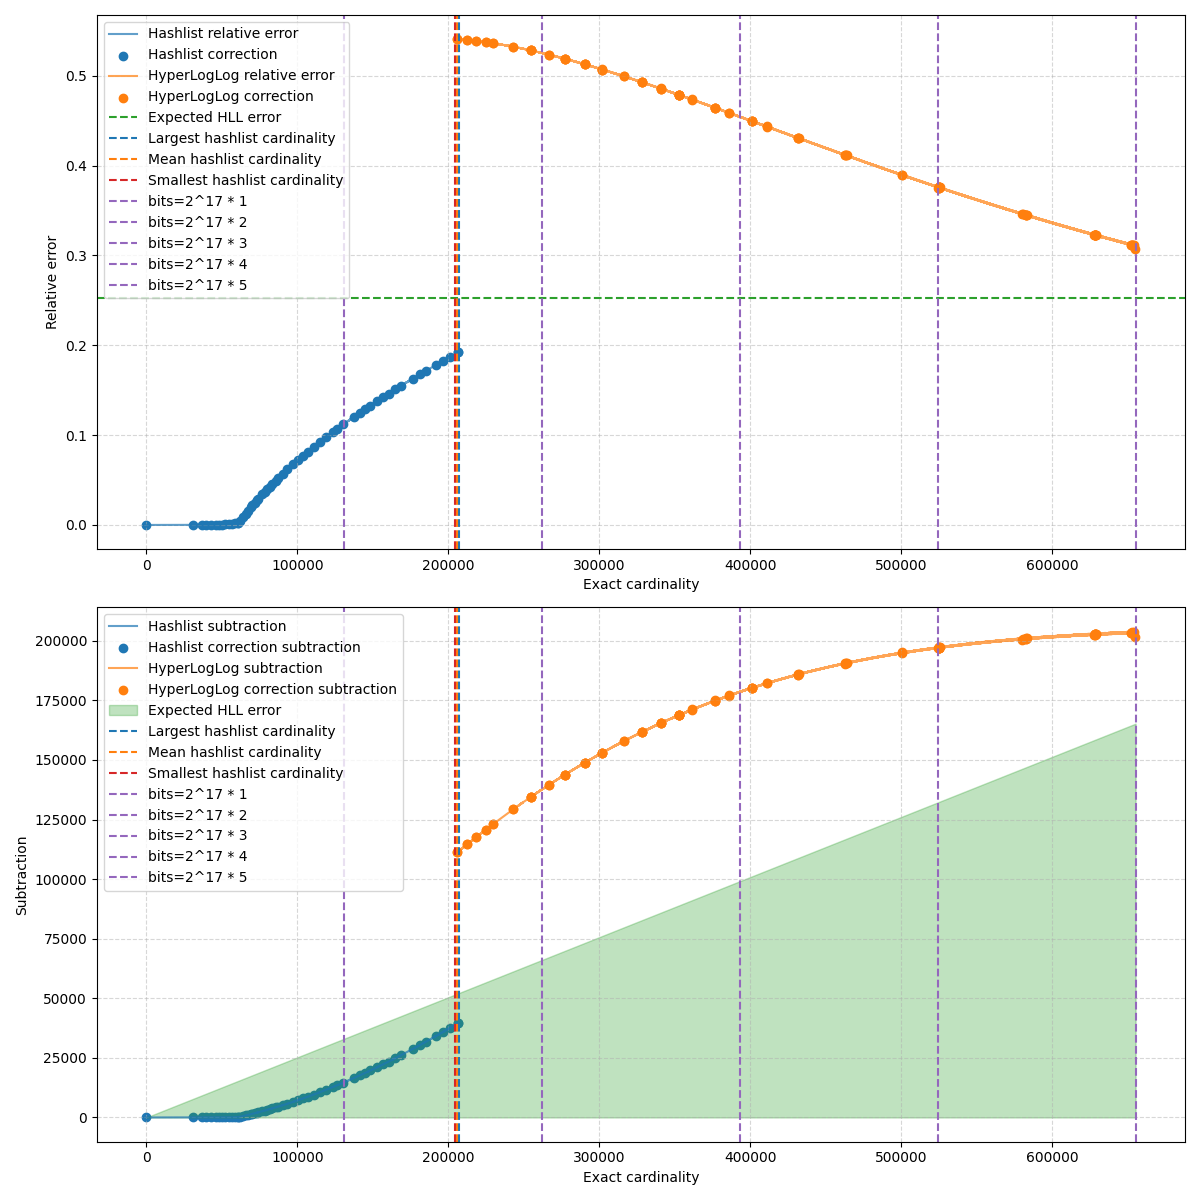 Hashlist relative error
Hashlist correction
HyperLogLog relative error
HyperLogLog correction
Expected HLL error
Largest hashlist cardinality
Mean hashlist cardinality
Smallest hashlist cardinality
bits=2^17 * 1
bits=2^17 * 2
bits=2^17 * 3
bits=2^17 * 4
bits=2^17 * 5
0.5
0.4
0.3
0.2
0.1
0.0
Relative error
0 100000 200000 300000 400000 500000 600000
Exact cardinality
Hashlist subtraction
Hashlist correction subtraction
HyperLogLog subtraction
HyperLogLog correction subtraction
Expected HLL error
Largest hashlist cardinality
Mean hashlist cardinality
Smallest hashlist cardinality
bits=2^17 * 1
bits=2^17 * 2
bits=2^17 * 3
bits=2^17 * 4
bits=2^17 * 5
200000
175000
150000
125000
100000
75000
50000
25000
0
Subtraction
0 100000 200000 300000 400000 500000 600000
Exact cardinality